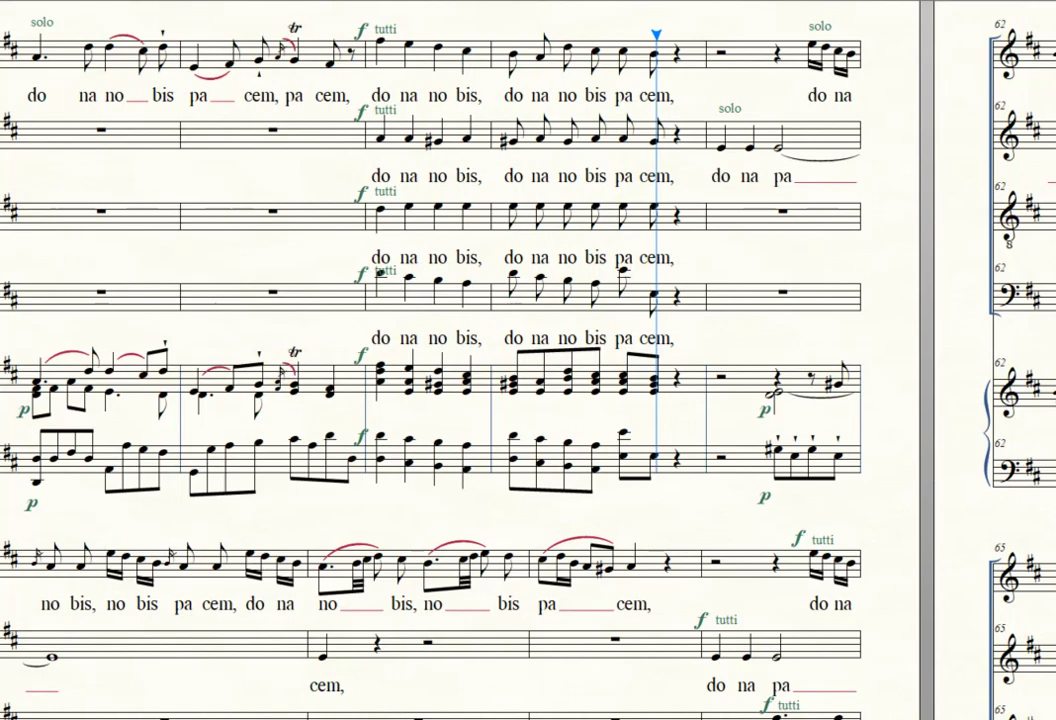 solo f tutti solo 62
do na no bis pa cem, pa cem, do na no bis, do na no bis pa cem, do na
f tutti solo 62
do na no bis, do na no bis pa cem, do na pa
f tutti 62
8
do na no bis, do na no bis pa cem,
f tutti 62
do na no bis, do na no bis pa cem,
tr tr
f 62
p p
f 62
p p
f tutti 65
no bis, no bis pa cem, do na no bis, no bis pa cem, do na
f tutti 65
cem, do na pa
f tutti 65